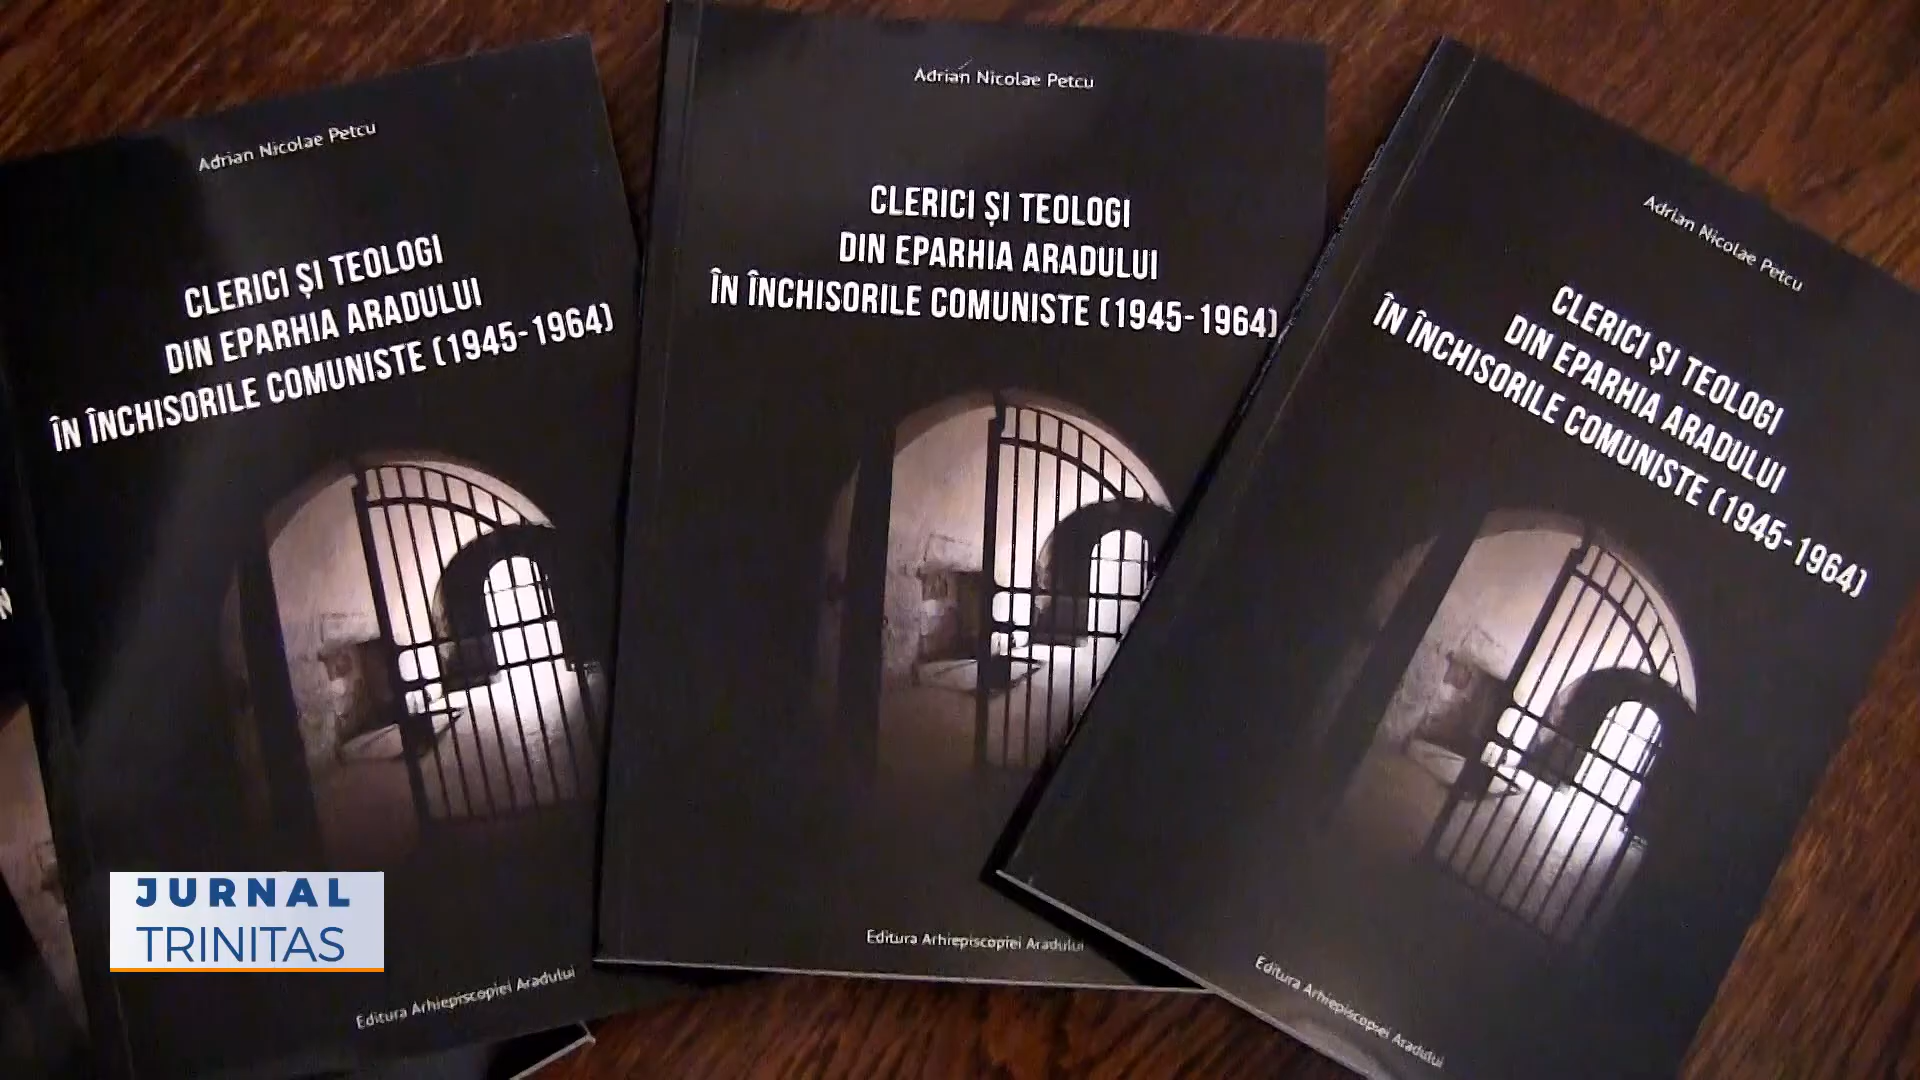 Adrian Nicolae Petcu
CLERICI ȘI TEOLOGI
DIN EPARHIA ARADULUI
ÎN ÎNCHISORILE COMUNISTE (1945-1964)
Editura Arhiepiscopiei Aradului
Adrian Nicolae Petcu
CLERICI ȘI TEOLOGI
DIN EPARHIA ARADULUI
ÎN ÎNCHISORILE COMUNISTE (1945-1964)
Editura Arhiepiscopiei Aradului
Adrian Nicolae Petcu
CLERICI ȘI TEOLOGI
DIN EPARHIA ARADULUI
ÎN ÎNCHISORILE COMUNISTE (1945-1964)
Editura Arhiepiscopiei Aradului
JURNAL
TRINITAS